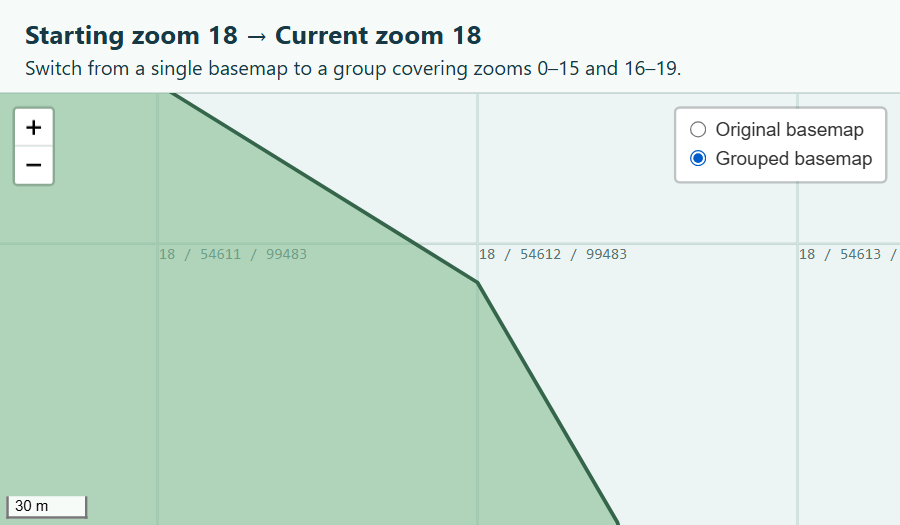 Starting zoom 18 → Current zoom 18
Switch from a single basemap to a group covering zooms 0–15 and 16–19.
+
−
Original basemap
Grouped basemap
18 / 54611 / 99483
18 / 54612 / 99483
18 / 54613 /
30 m